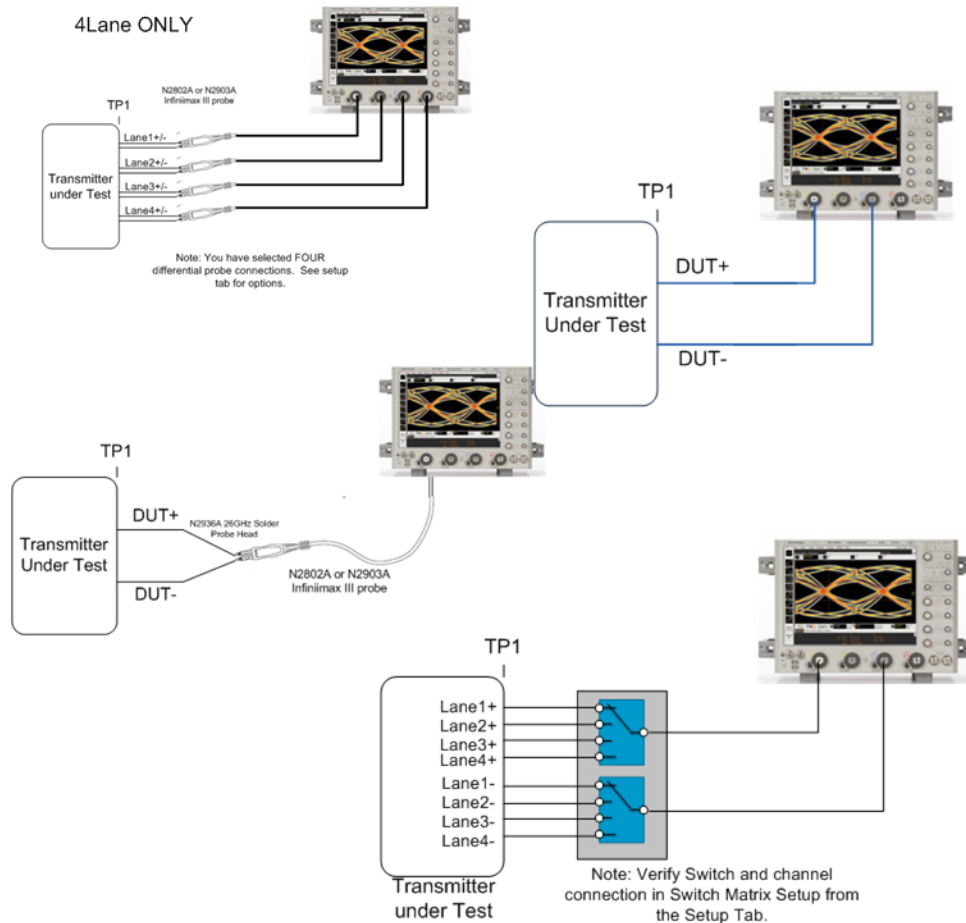 4Lane ONLY
N2802A or N2903A
Infiniimax III probe
TP1
Lane1+/-
Lane2+/-
Lane3+/-
Lane4+/-
Transmitter
under Test
Note: You have selected FOUR
differential probe connections. See setup
tab for options.
TP1
DUT+
DUT-
Transmitter
Under Test
TP1
DUT+
DUT-
Transmitter
Under Test
N2936A 26GHz Solder
Probe Head
N2802A or N2903A
Infiniimax III probe
TP1
Lane1+
Lane2+
Lane3+
Lane4+
Lane1-
Lane2-
Lane3-
Lane4-
Transmitter
under Test
Note: Verify Switch and channel
connection in Switch Matrix Setup from
the Setup Tab.